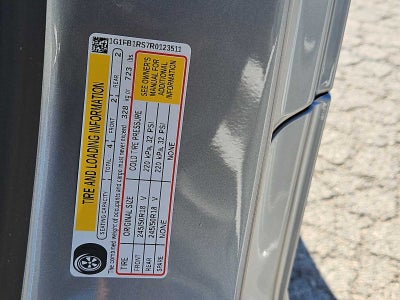 1G1FB1RS7R0123511
TIRE AND LOADING INFORMATION
SEATING CAPACITY TOTAL 4 FRONT 2 REAR 2
The combined weight of occupants and cargo must never exceed 328 kg or 723 lbs
TIRE ORIGINAL SIZE COLD TIRE PRESSURE
FRONT 245/50R18 V 220 kPa, 32 PSI
REAR 245/50R18 V 220 kPa, 32 PSI
SPARE NONE NONE
SEE OWNER'S
MANUAL FOR
ADDITIONAL
INFORMATION